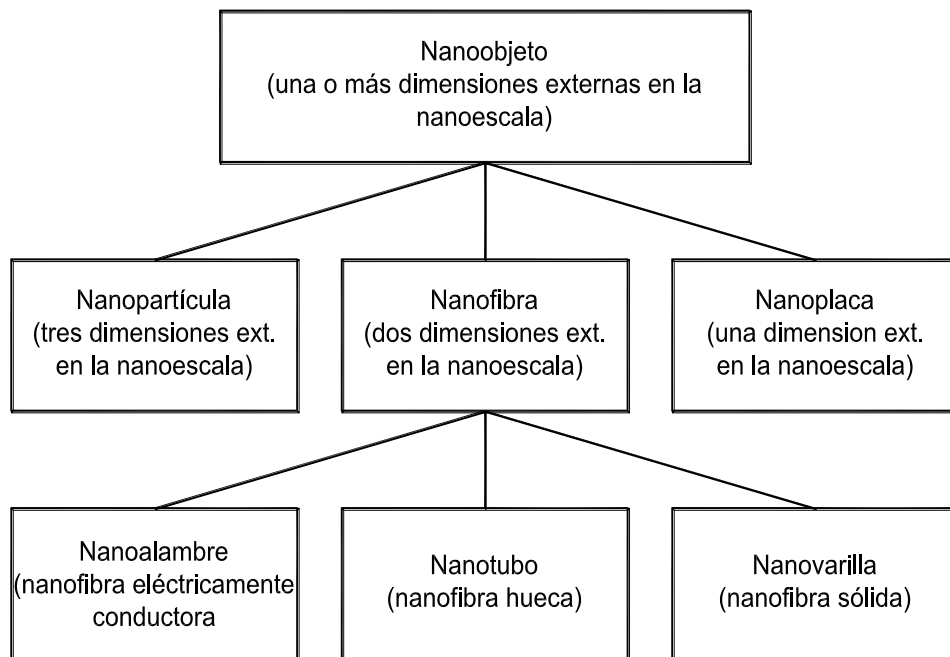 Nanoobjeto
(una o más dimensiones externas en la
nanoescala)
Nanopartícula
(tres dimensiones ext.
en la nanoescala)
Nanofibra
(dos dimensiones ext.
en la nanoescala)
Nanoplaca
(una dimension ext.
en la nanoescala)
Nanoalambre
(nanofibra eléctricamente
conductora
Nanotubo
(nanofibra hueca)
Nanovarilla
(nanofibra sólida)